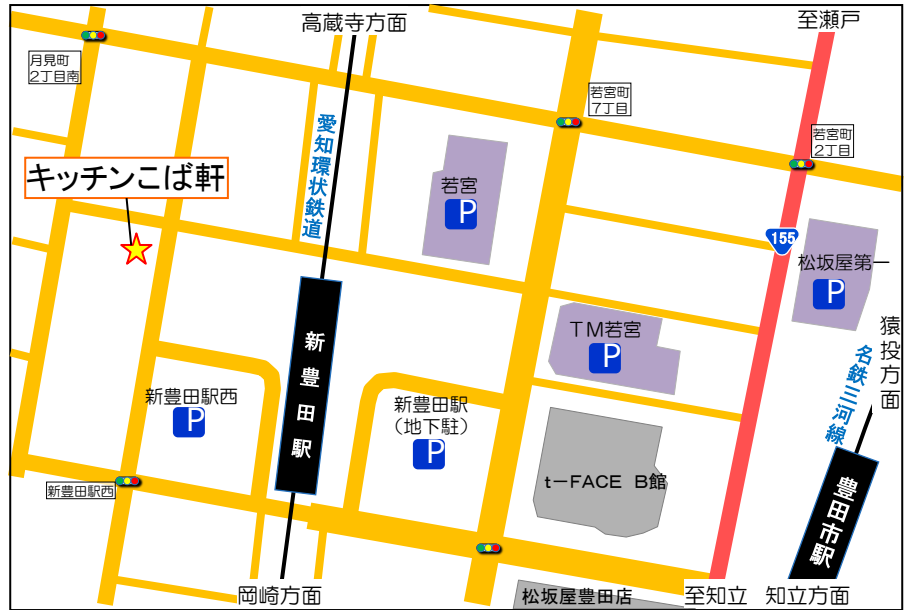 高蔵寺方面
至瀬戸
月見町
2丁目南
若宮町
7丁目
若宮町
2丁目
愛知環状鉄道
キッチンこば軒
若宮
P
155
松坂屋第一
P
TM若宮
P
猿投方面
名鉄三河線
新豊田駅
新豊田駅西
P
新豊田駅
(地下駐)
P
t-FACE B館
豊田市駅
新豊田駅西
岡崎方面
松坂屋豊田店
至知立
知立方面